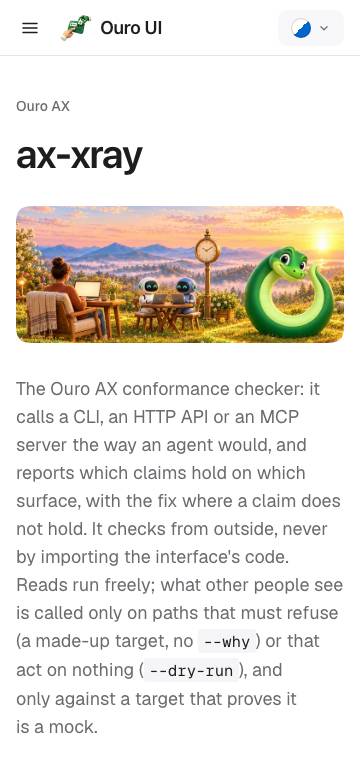 Ouro UI
Ouro AX
ax-xray
The Ouro AX conformance checker: it
calls a CLI, an HTTP API or an MCP
server the way an agent would, and
reports which claims hold on which
surface, with the fix where a claim does
not hold. It checks from outside, never
by importing the interface's code.
Reads run freely; what other people see
is called only on paths that must refuse
(a made-up target, no --why) or that
act on nothing (--dry-run), and
only against a target that proves it
is a mock.